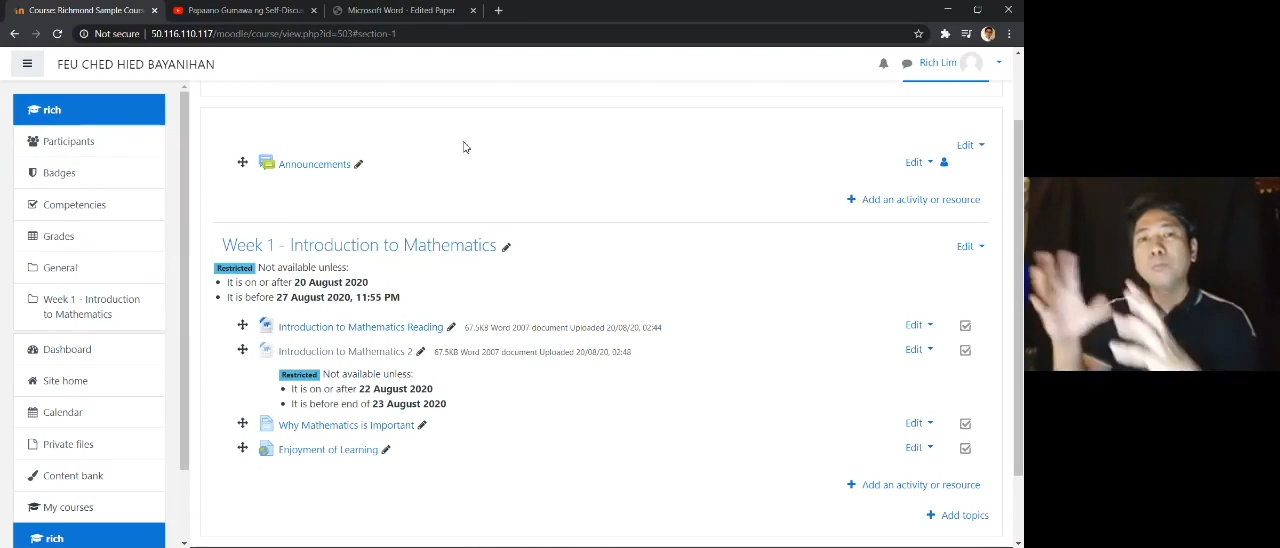 Course: Richmond Sample Cours
Papaano Gumawa ng Self-Discus
Microsoft Word - Edited Paper
Not secure | 50.116.110.117/moodle/course/view.php?id=503#section-1
FEU CHED HIED BAYANIHAN
Rich Lim
rich
Participants
Badges
Competencies
Grades
General
Week 1 - Introduction
to Mathematics
Dashboard
Site home
Calendar
Private files
Content bank
My courses
rich
Edit
Announcements
Edit
Add an activity or resource
Week 1 - Introduction to Mathematics
Edit
Restricted Not available unless:
• It is on or after 20 August 2020
• It is before 27 August 2020, 11:55 PM
Introduction to Mathematics Reading 67.5KB Word 2007 document Uploaded 20/08/20, 02:44
Edit
Introduction to Mathematics 2 67.5KB Word 2007 document Uploaded 20/08/20, 02:48
Edit
Restricted Not available unless:
• It is on or after 22 August 2020
• It is before end of 23 August 2020
Why Mathematics is Important
Edit
Enjoyment of Learning
Edit
Add an activity or resource
Add topics